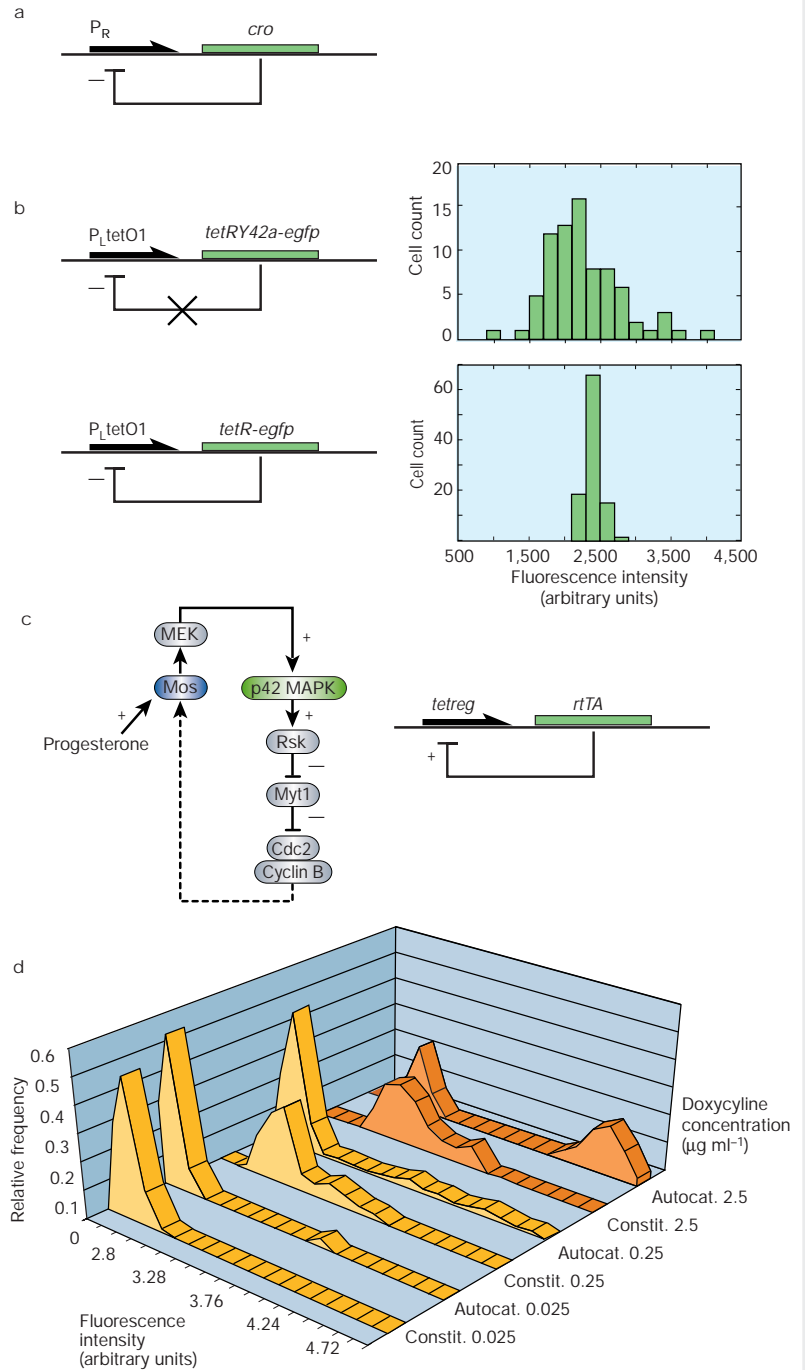 a
P_R
cro
—
b
P_LtetO1
tetRY42a-egfp
—
20
15
10
5
0
Cell count
P_LtetO1
tetR-egfp
—
60
40
20
Cell count
500 1,500 2,500 3,500 4,500
Fluorescence intensity
(arbitrary units)
c
MEK
+
Mos
p42 MAPK
+
+
Progesterone
Rsk
—
Myt1
—
Cdc2
Cyclin B
tetreg
rtTA
+
d
0.6
0.5
0.4
0.3
0.2
0.1
0
Relative frequency
2.8
3.28
3.76
4.24
4.72
Fluorescence
intensity
(arbitrary units)
Doxycyline
concentration
(μg ml⁻¹)
Autocat. 2.5
Constit. 2.5
Autocat. 0.25
Constit. 0.25
Autocat. 0.025
Constit. 0.025